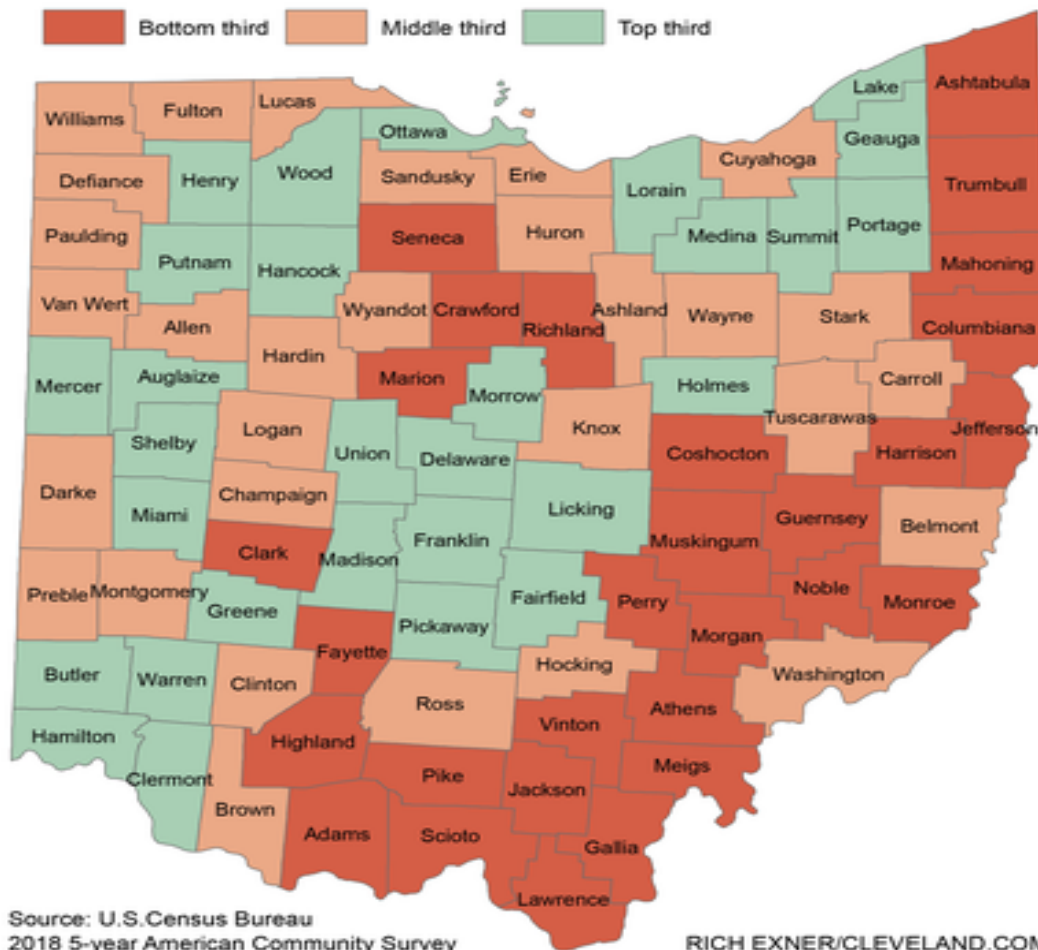 Bottom third Middle third Top third
Ashtabula
Lake
Lucas
Fulton
Williams
Ottawa
Geauga
Cuyahoga
Wood
Sandusky
Erie
Henry
Defiance
Lorain
Trumbull
Portage
Seneca
Huron
Medina
Summit
Paulding
Putnam
Hancock
Mahoning
Van Wert
Allen
Wyandot
Crawford
Richland
Ashland
Wayne
Stark
Columbiana
Hardin
Marion
Mercer
Auglaize
Morrow
Holmes
Carroll
Tuscarawas
Logan
Knox
Jefferson
Shelby
Union
Delaware
Coshocton
Harrison
Darke
Champaign
Miami
Licking
Guernsey
Belmont
Clark
Madison
Franklin
Muskingum
Preble
Montgomery
Greene
Fairfield
Perry
Noble
Monroe
Pickaway
Morgan
Fayette
Hocking
Washington
Butler
Warren
Clinton
Ross
Athens
Hamilton
Highland
Vinton
Meigs
Clermont
Pike
Jackson
Brown
Adams
Scioto
Gallia
Lawrence
Source: U.S.Census Bureau
2018 5-year American Community Survey
RICH EXNER/CLEVELAND.COM